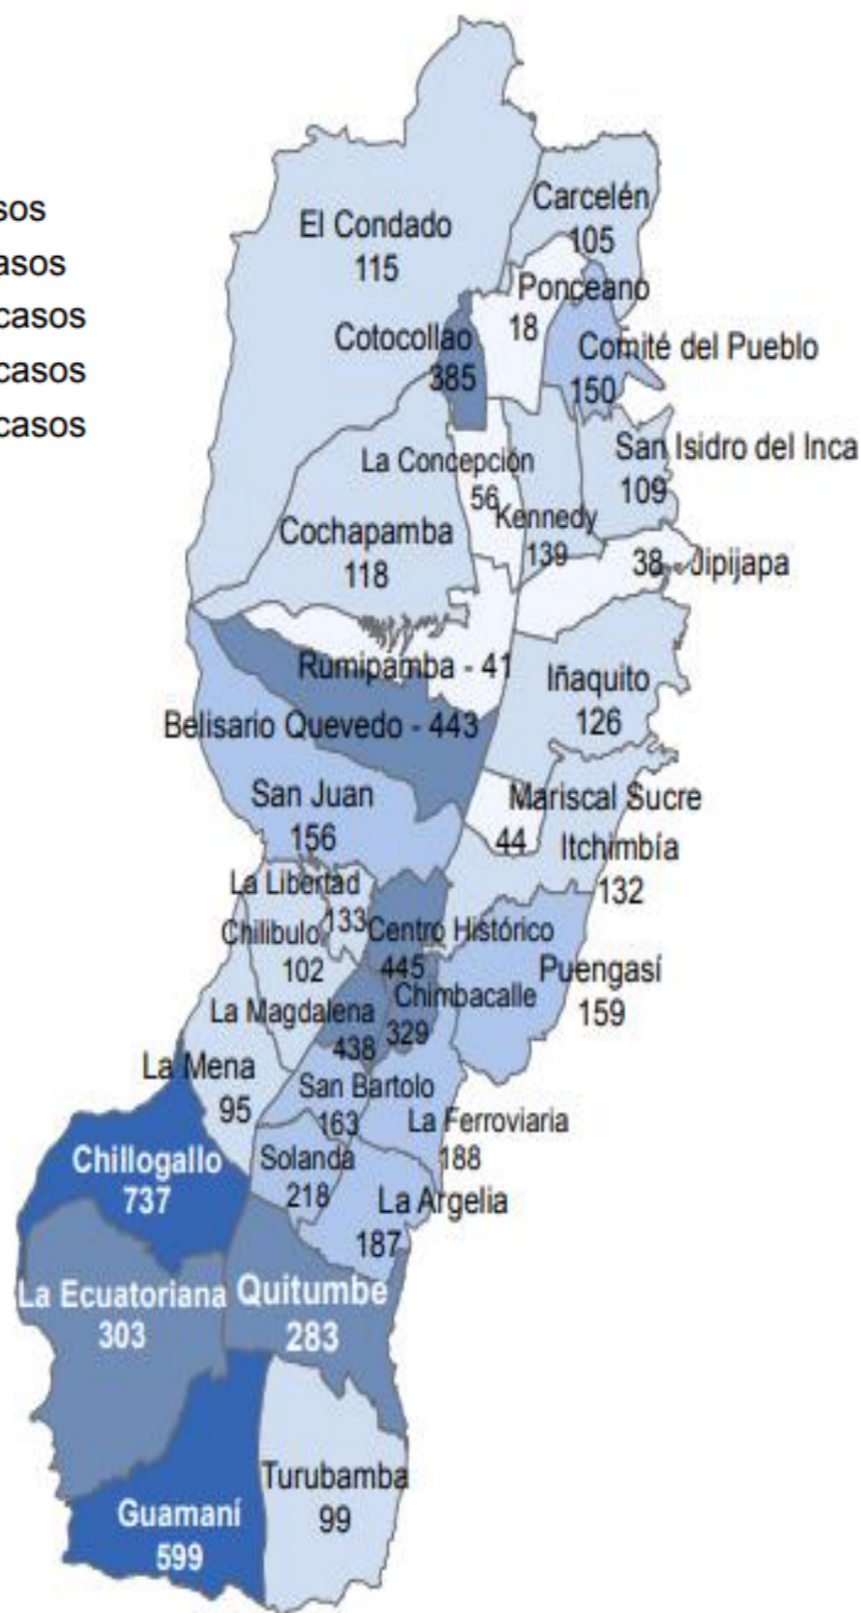 casos
casos
casos
El Condado
115
Carcelén
105
Ponceano
18
Cotocollao
385
Comité del Pueblo
150
La Concepción
56
San Isidro del Inca
109
Kennedy
139
Cochapamba
118
38 Jipijapa
Rumipamba - 41
Iñaquito
126
Belisario Quevedo - 443
San Juan
156
Mariscal Sucre
44
Itchimbía
132
La Libertad
133
Chilibulo
102
Centro Histórico
445
Puengasí
159
Chimbacalle
329
La Magdalena
438
La Mena
95
San Bartolo
163
La Ferroviaria
188
Chillogallo
737
Solanda
218
La Argelia
187
La Ecuatoriana
303
Quitumbe
283
Turubamba
99
Guamaní
599